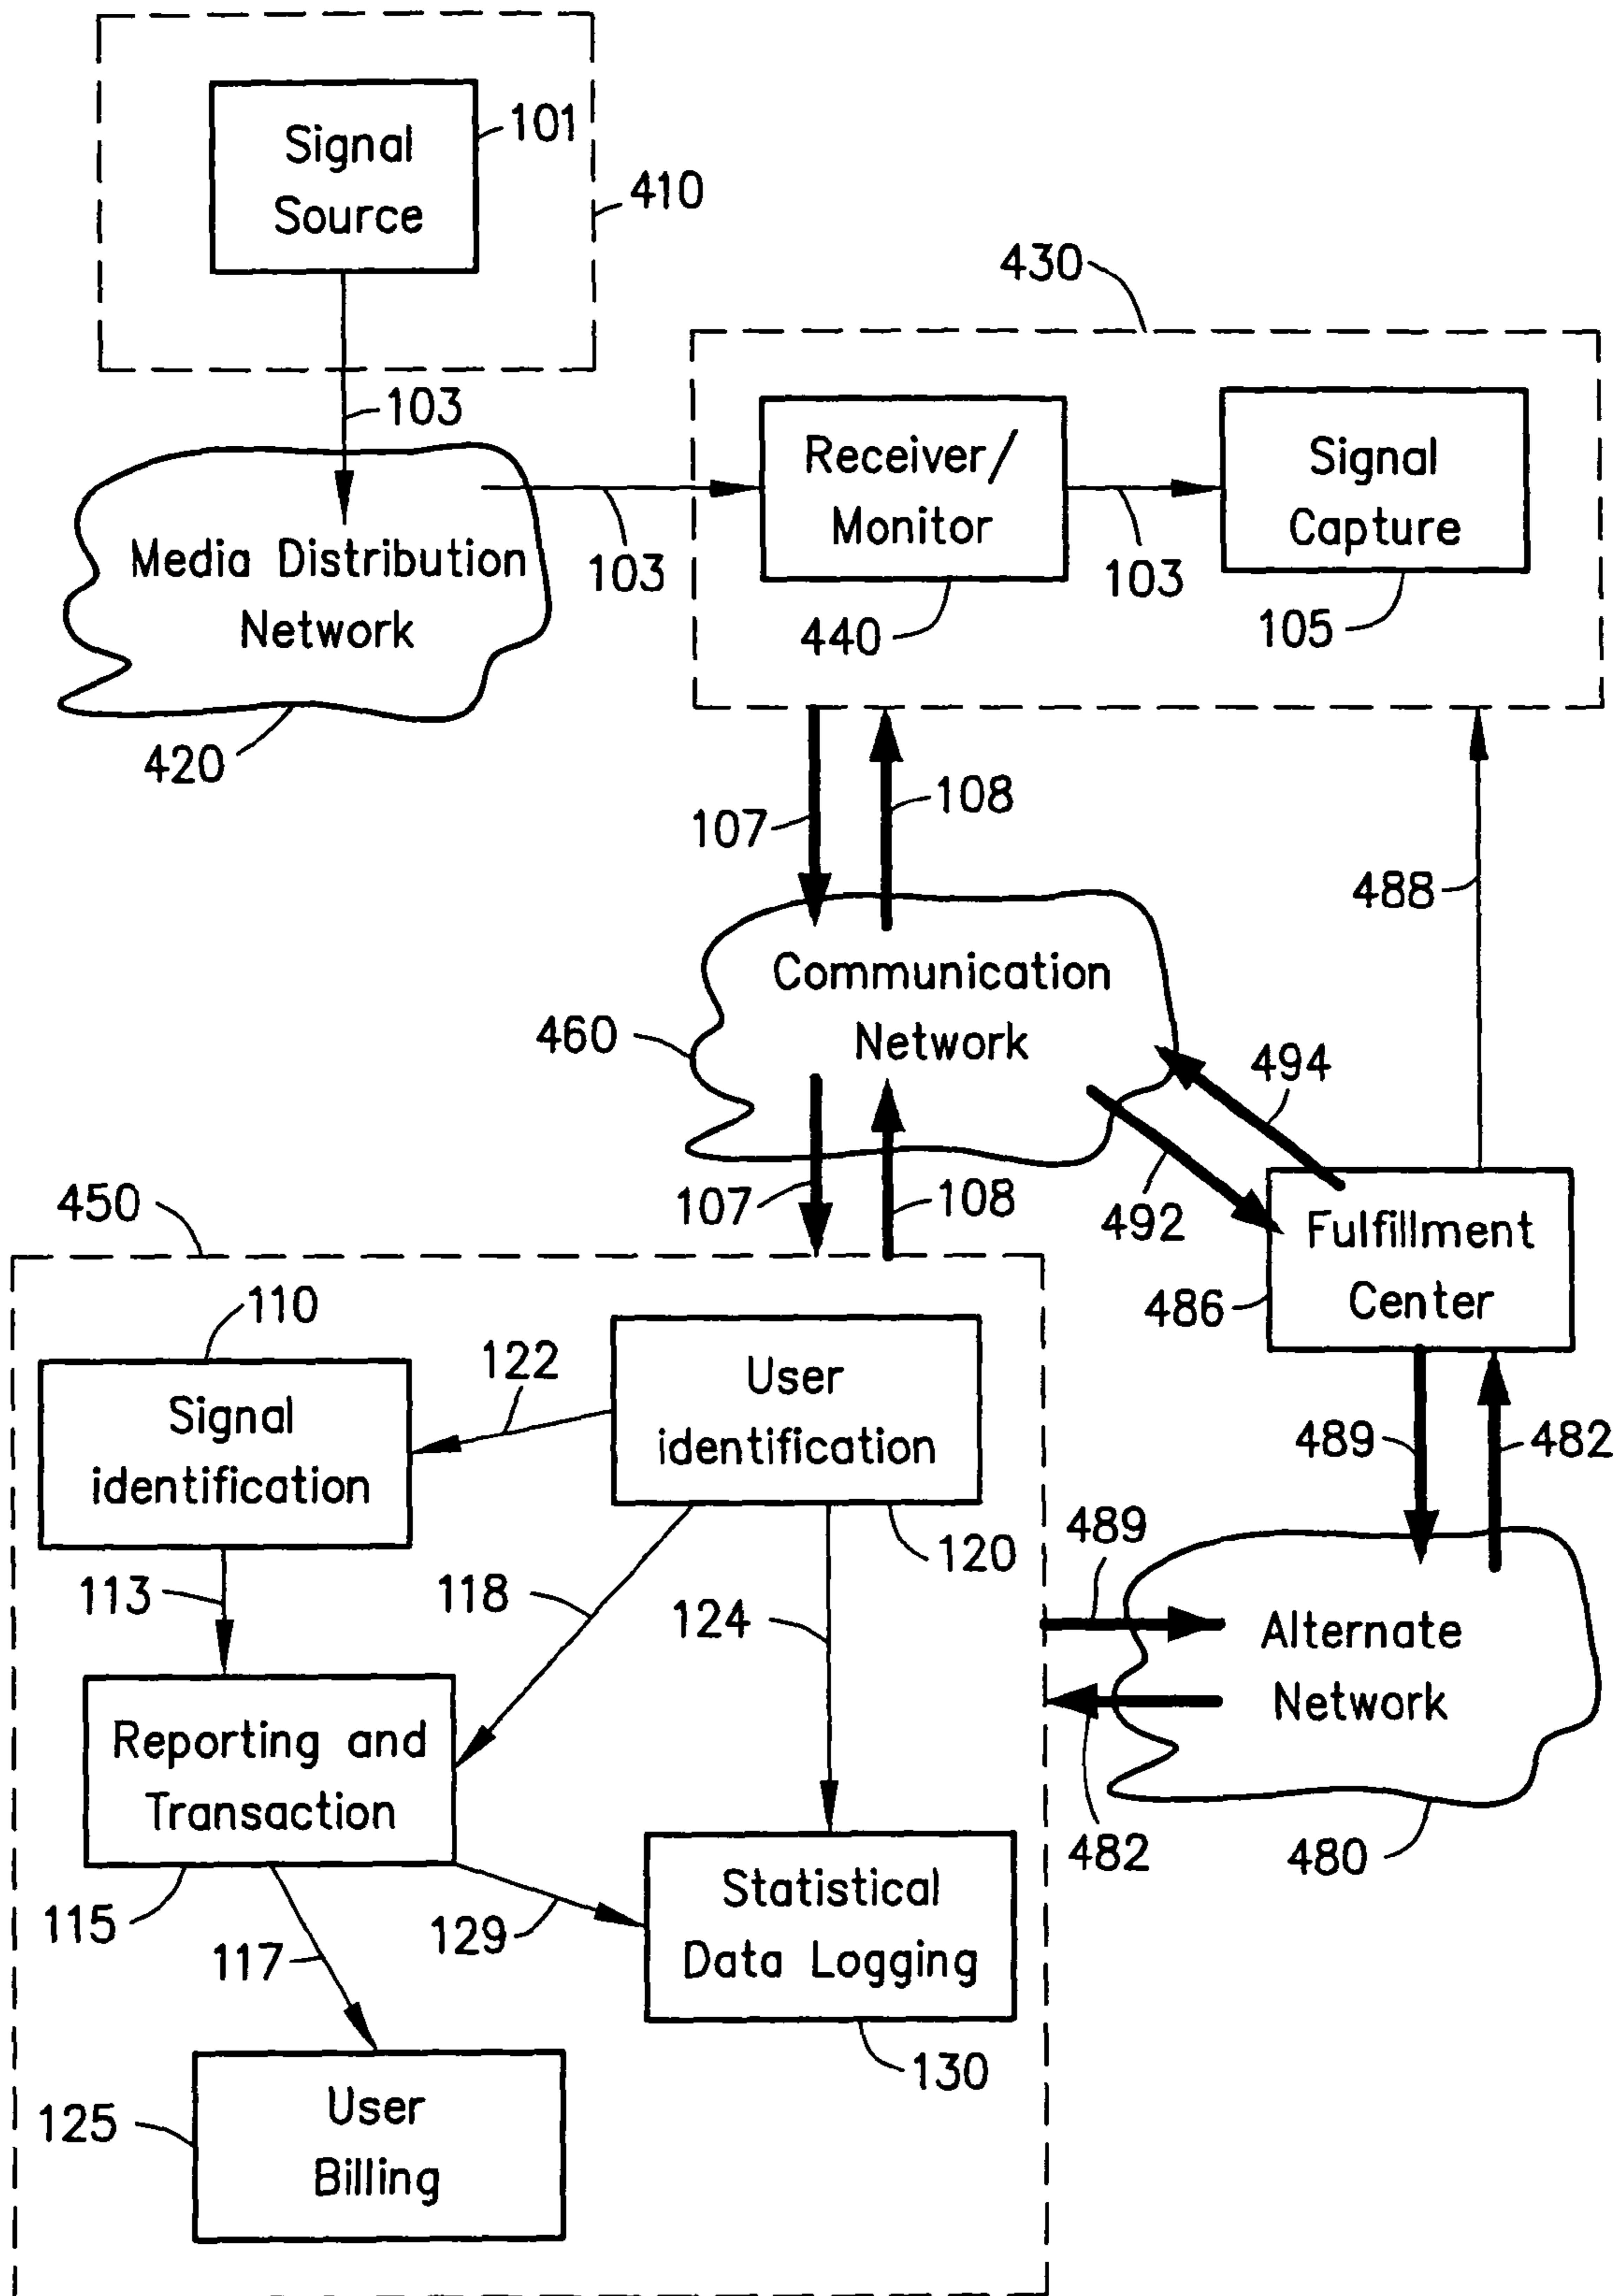 Signal
Source
101
410
103
430
Receiver/
Monitor
Signal
Capture
Media Distribution
Network
103
103
440
105
420
107
108
488
Communication
Network
460
494
492
107
108
450
Fulfillment
Center
486
110
122
User
identification
Signal
identification
489
482
120
489
113
118
124
Alternate
Network
Reporting and
Transaction
482
480
115
129
Statistical
Data Logging
117
130
125
User
Billing